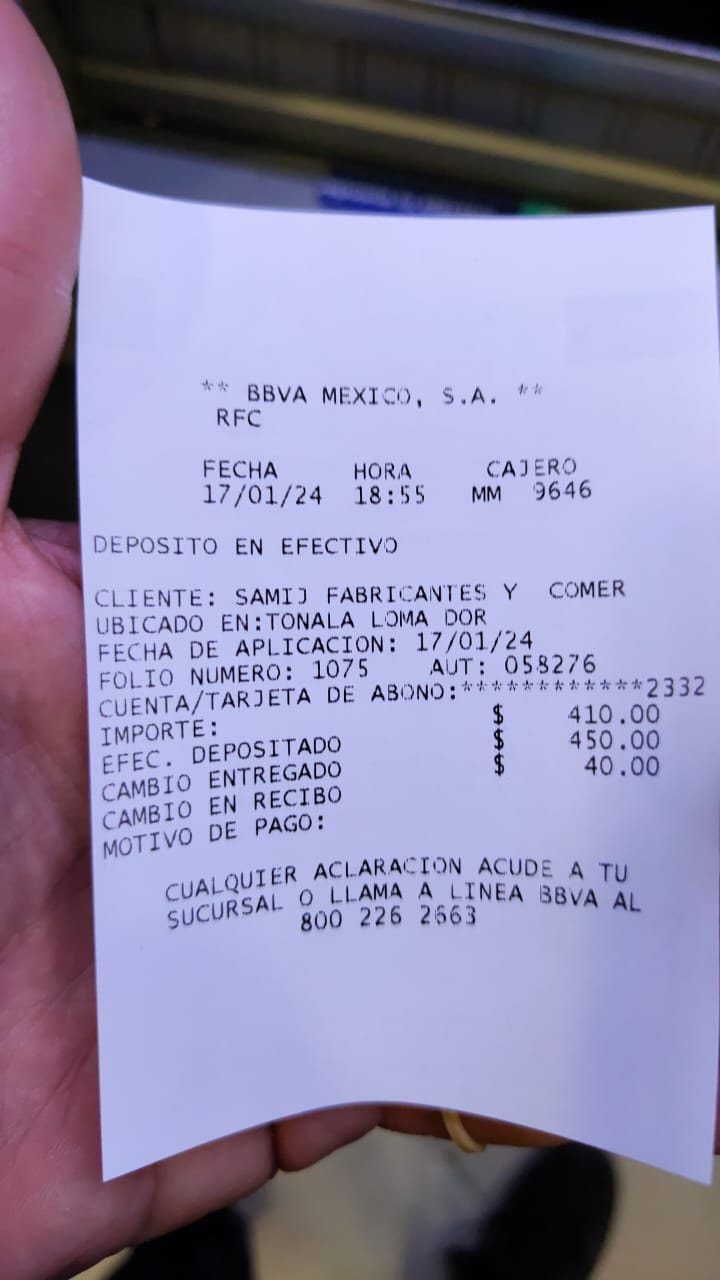 ** BBVA MEXICO, S.A. **
RFC
FECHA HORA CAJERO
17/01/24 18:55 MM 9646
DEPOSITO EN EFECTIVO
CLIENTE: SAMIJ FABRICANTES Y COMER
UBICADO EN:TONALA LOMA DOR
FECHA DE APLICACION: 17/01/24
FOLIO NUMERO: 1075 AUT: 058276
CUENTA/TARJETA DE ABONO:************2332
IMPORTE: $ 410.00
EFEC. DEPOSITADO $ 450.00
CAMBIO ENTREGADO $ 40.00
CAMBIO EN RECIBO
MOTIVO DE PAGO:
CUALQUIER ACLARACION ACUDE A TU
SUCURSAL O LLAMA A LINEA BBVA AL
800 226 2663